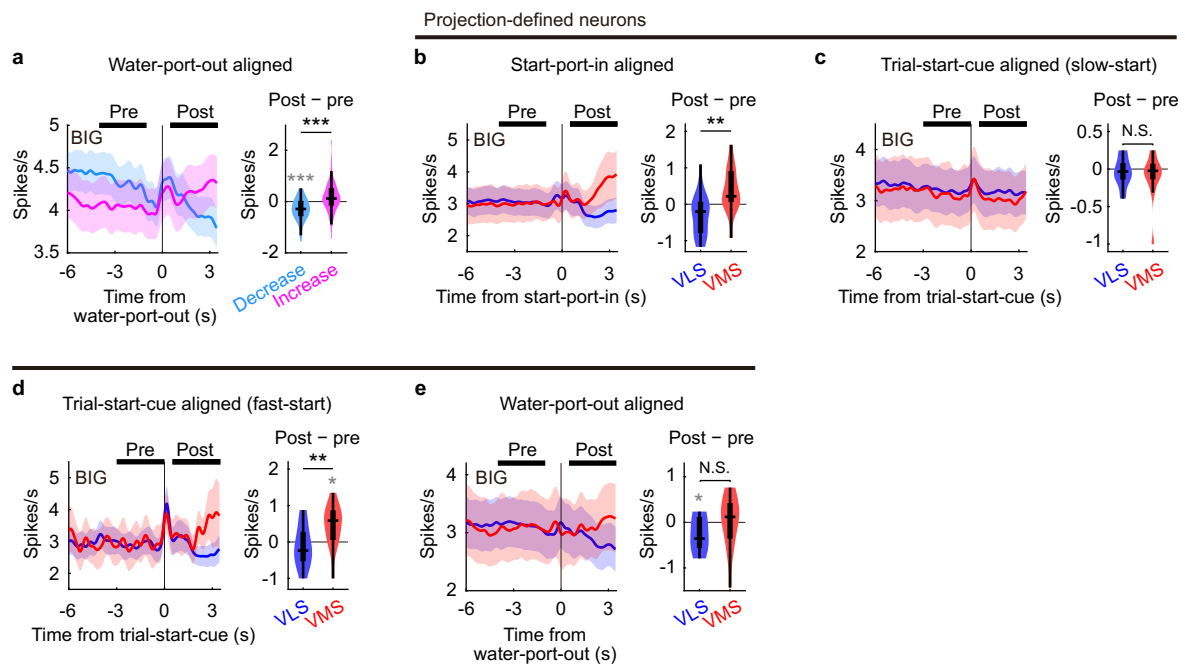 Projection-defined neurons
a
Water-port-out aligned
Pre
Post
Post – pre
BIG
***
***
Spikes/s
5
4.5
4
3.5
-6
-3
0
3
Time from
water-port-out (s)
Spikes/s
2
0
-2
Decrease
Increase
b
Start-port-in aligned
Pre
Post
Post – pre
BIG
**
Spikes/s
5
4
3
2
-6
-3
0
3
Time from start-port-in (s)
Spikes/s
2
1
0
-1
VLS
VMS
c
Trial-start-cue aligned (slow-start)
Pre
Post
Post – pre
BIG
N.S.
Spikes/s
5
4
3
2
-6
-3
0
3
Time from trial-start-cue (s)
Spikes/s
0.5
0
-0.5
-1
VLS
VMS
d
Trial-start-cue aligned (fast-start)
Pre
Post
Post – pre
BIG
**
*
Spikes/s
5
4
3
2
-6
-3
0
3
Time from trial-start-cue (s)
Spikes/s
2
1
0
-1
VLS
VMS
e
Water-port-out aligned
Pre
Post
Post – pre
BIG
N.S.
*
Spikes/s
4
3
2
-6
-3
0
3
Time from
water-port-out (s)
Spikes/s
1
0
-1
VLS
VMS